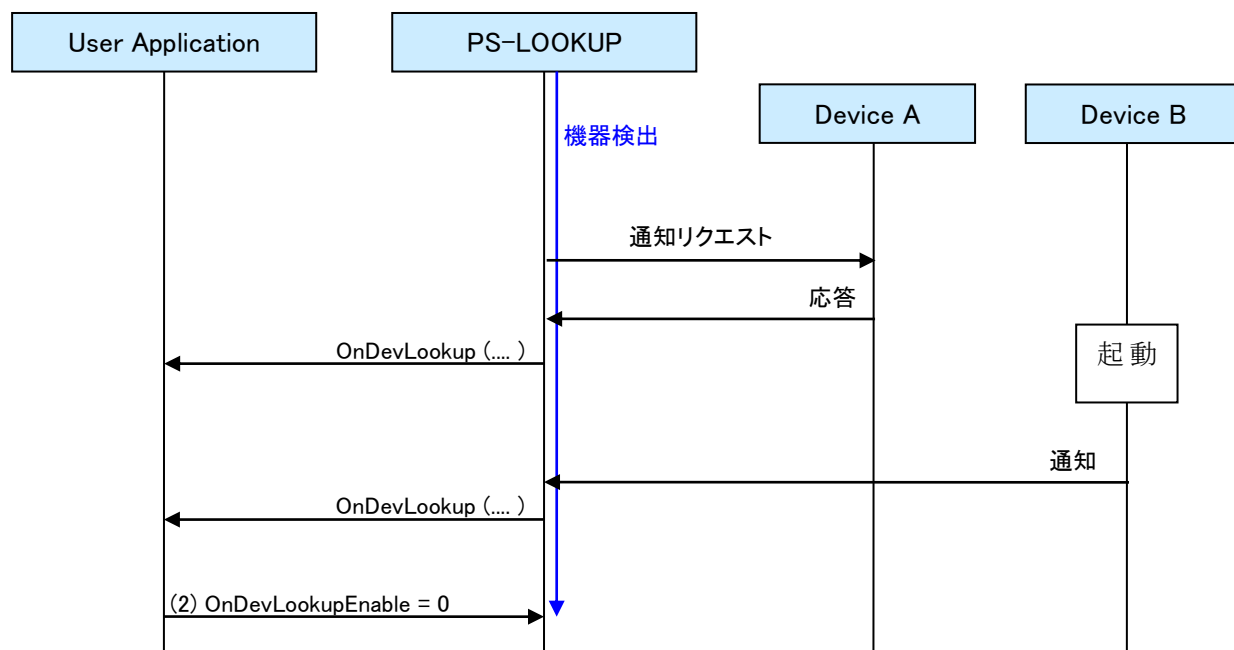 User Application
PS-LOOKUP
Device A
Device B
機器検出
通知リクエスト
応答
OnDevLookup (.... )
起動
通知
OnDevLookup (.... )
(2) OnDevLookupEnable = 0